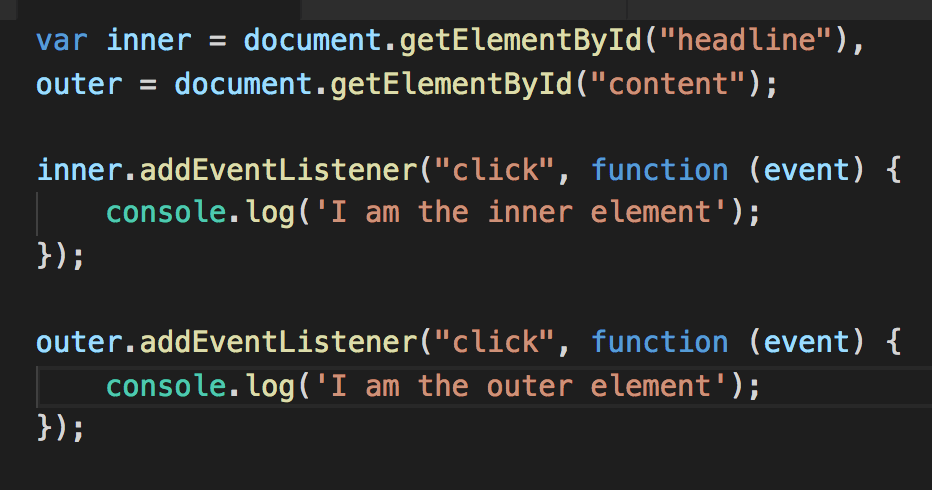 var inner = document.getElementById("headline"),
outer = document.getElementById("content");
inner.addEventListener("click", function (event) {
    console.log('I am the inner element');
});
outer.addEventListener("click", function (event) {
    console.log('I am the outer element');
});